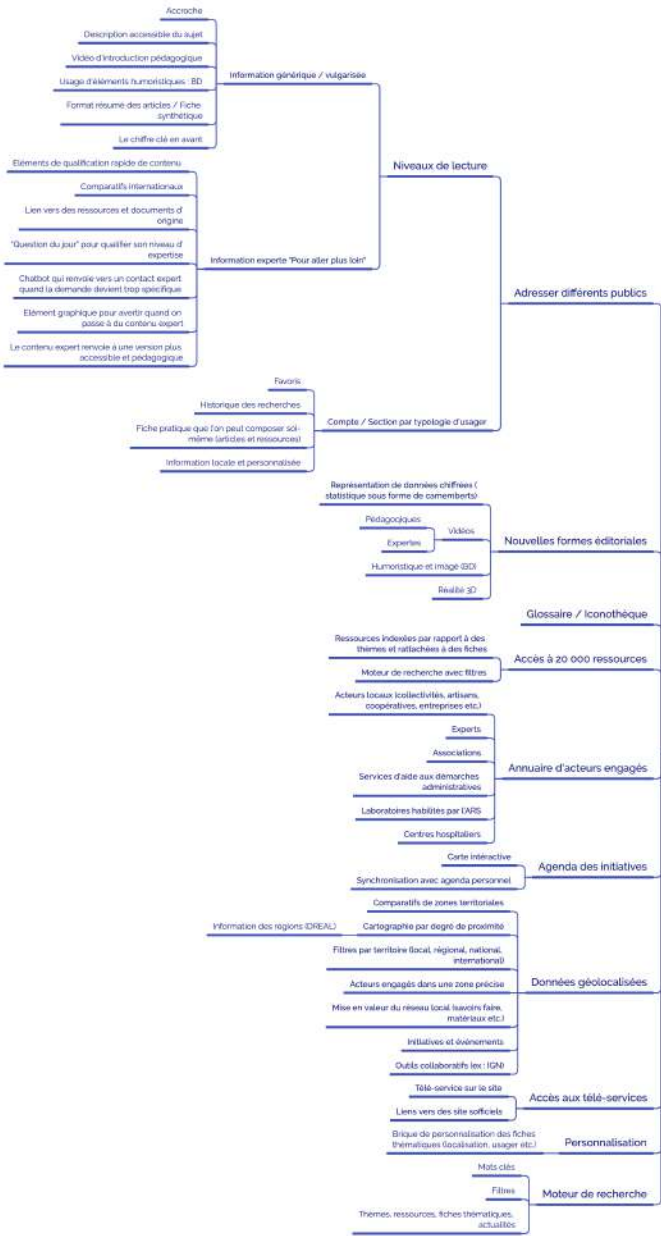 Accroche
Description accessible du sujet
Vidéo d'introduction pédagogique
Usage d'éléments humoristiques : BD
Format résumé des articles / Fiche
synthétique
Le chiffre clé en avant
Information générique / vulgarisée
Eléments de qualification rapide de contenu
Comparatifs internationaux
Lien vers des ressources et documents d'
origine
"Question du jour" pour qualifier son niveau d'
expertise
Chatbot qui renvoie vers un contact expert
quand la demande devient trop spécifique
Elément graphique pour avertir quand on
passe à du contenu expert
Le contenu expert renvoie à une version plus
accessible et pédagogique
Information experte "Pour aller plus loin"
Niveaux de lecture
Favoris
Historique des recherches
Fiche pratique que l'on peut composer soi-
même (articles et ressources)
Information locale et personnalisée
Compte / Section par typologie d'usager
Adresser différents publics
Représentation de données chiffrées (
statistique sous forme de camemberts)
Pédagogiques
Expertes
Vidéos
Humoristique et imagé (BD)
Réalité 3D
Nouvelles formes éditoriales
Glossaire / Iconothèque
Ressources indexées par rapport à des
thèmes et rattachées à des fiches
Moteur de recherche avec filtres
Accès à 20 000 ressources
Acteurs locaux (collectivités, artisans,
coopératives, entreprises etc.)
Experts
Associations
Services d'aide aux démarches
administratives
Laboratoires habilités par l'ARS
Centres hospitaliers
Annuaire d'acteurs engagés
Carte intéractive
Synchronisation avec agenda personnel
Agenda des initiatives
Comparatifs de zones territoriales
Information des régions (DREAL)
Cartographie par degré de proximité
Filtres par territoire (local, régional, national,
international)
Acteurs engagés dans une zone précise
Mise en valeur du réseau local (savoirs faire,
matériaux etc.)
Initiatives et événements
Outils collaboratifs (ex : IGN)
Données géolocalisées
Télé-service sur le site
Liens vers des site sofficiels
Accès aux télé-services
Brique de personnalisation des fiches
thématiques (localisation, usager etc.)
Personnalisation
Mots clés
Filtres
Thèmes, ressources, fiches thématiques,
actualités
Moteur de recherche